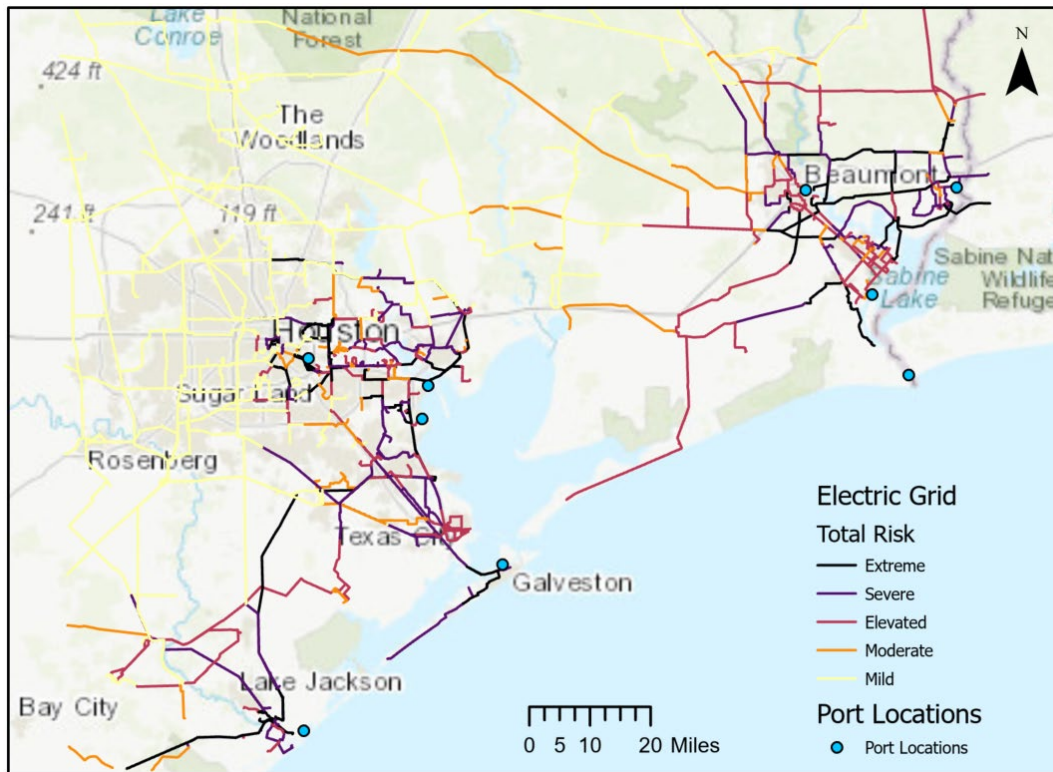 Lake
Conroe
National
Forest
N
424 ft
The
Woodlands
Beaumont
241 ft
119 ft
Sabine Nat
Wildlife
Refuge
Sabine
Lake
Houston
Sugar Land
Rosenberg
Electric Grid
Total Risk
Texas City
Extreme
Galveston
Severe
Elevated
Moderate
Lake Jackson
Mild
Bay City
Port Locations
0 5 10 20 Miles
Port Locations